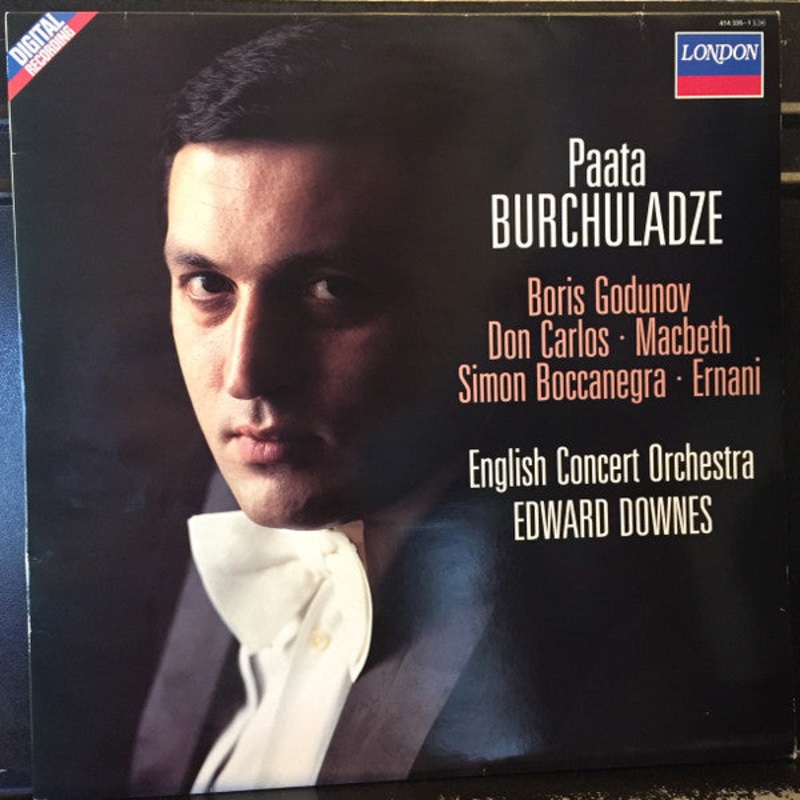 DIGITAL
RECORDING
LONDON
Paata
BURCHULADZE
Boris Godunov
Don Carlos · Macbeth
Simon Boccanegra · Ernani
English Concert Orchestra
EDWARD DOWNES